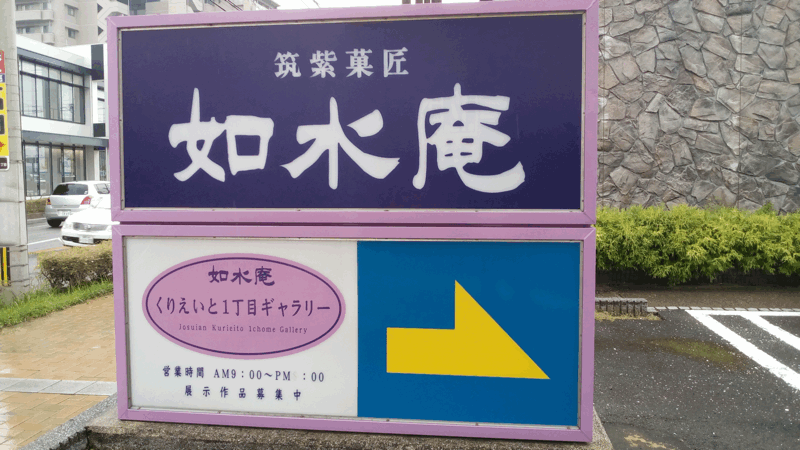 筑紫菓匠
如水庵
如水庵
くりえいと1丁目ギャラリー
Josuian Kurieito 1chome Gallery
営業時間 AM9:00〜PM :00
展示作品募集中